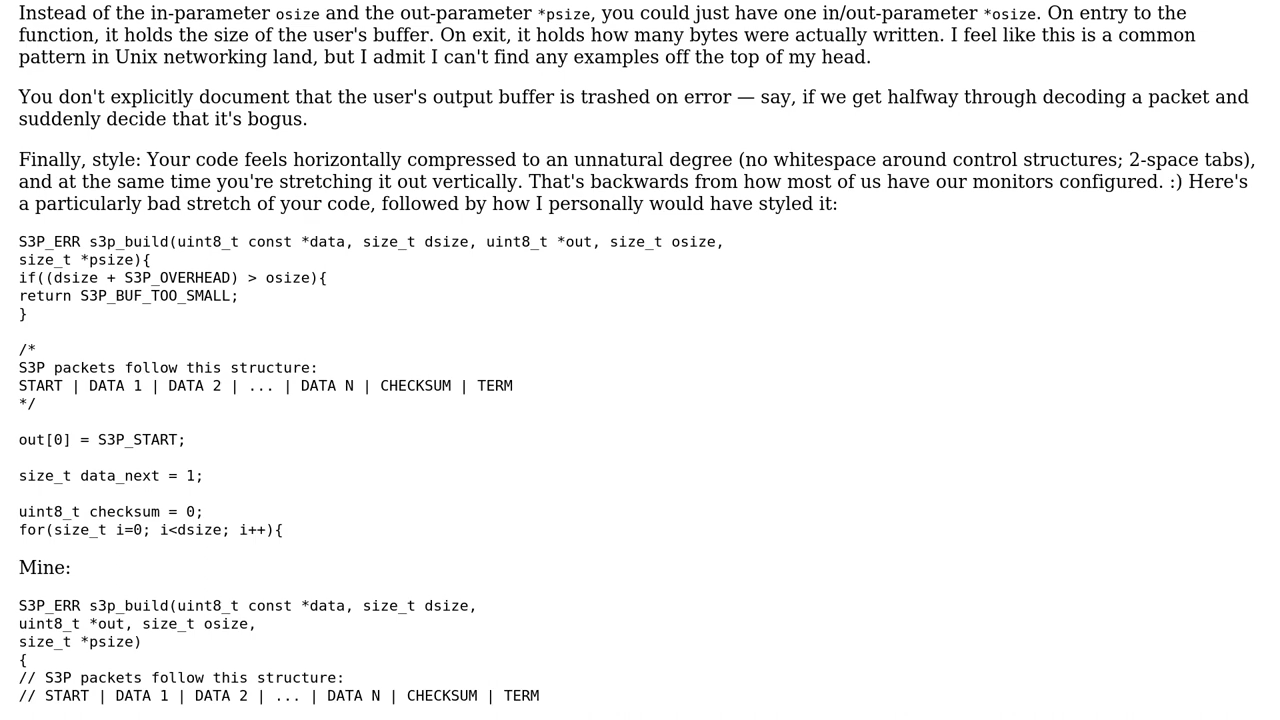 Instead of the in-parameter osize and the out-parameter *psize, you could just have one in/out-parameter *osize. On entry to the
function, it holds the size of the user's buffer. On exit, it holds how many bytes were actually written. I feel like this is a common
pattern in Unix networking land, but I admit I can't find any examples off the top of my head.
You don't explicitly document that the user's output buffer is trashed on error — say, if we get halfway through decoding a packet and
suddenly decide that it's bogus.
Finally, style: Your code feels horizontally compressed to an unnatural degree (no whitespace around control structures; 2-space tabs),
and at the same time you're stretching it out vertically. That's backwards from how most of us have our monitors configured. :) Here's
a particularly bad stretch of your code, followed by how I personally would have styled it:
S3P_ERR s3p_build(uint8_t const *data, size_t dsize, uint8_t *out, size_t osize,
size_t *psize){
if((dsize + S3P_OVERHEAD) > osize){
return S3P_BUF_TOO_SMALL;
}
/*
S3P packets follow this structure:
START | DATA 1 | DATA 2 | ... | DATA N | CHECKSUM | TERM
*/
out[0] = S3P_START;
size_t data_next = 1;
uint8_t checksum = 0;
for(size_t i=0; i<dsize; i++){
Mine:
S3P_ERR s3p_build(uint8_t const *data, size_t dsize,
uint8_t *out, size_t osize,
size_t *psize)
{
// S3P packets follow this structure:
// START | DATA 1 | DATA 2 | ... | DATA N | CHECKSUM | TERM